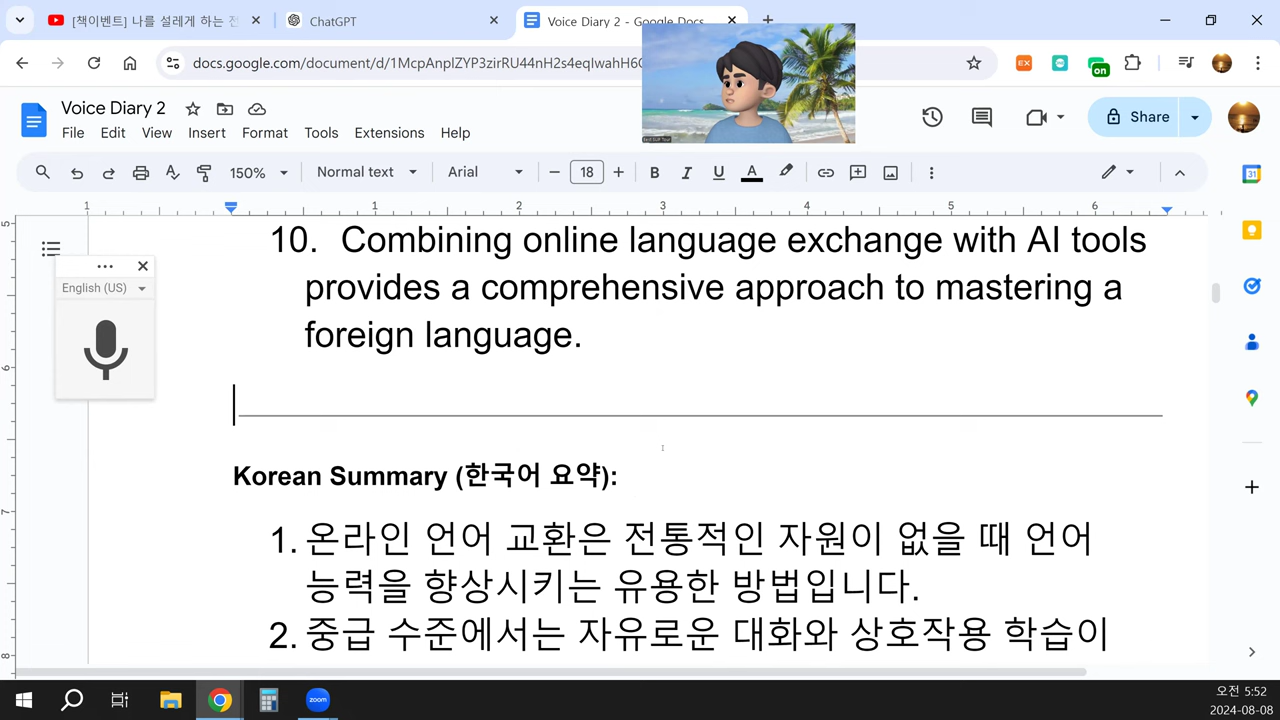 [책이벤트] 나를 설레게 하는 전
ChatGPT
Voice Diary 2 - Google Docs
docs.google.com/document/d/1McpAnplZYP3zirRU44nH2s4eqIwahH6
Voice Diary 2
File Edit View Insert Format Tools Extensions Help
Share
150% Normal text Arial 18
English (US)
10. Combining online language exchange with AI tools
provides a comprehensive approach to mastering a
foreign language.
Korean Summary (한국어 요약):
1. 온라인 언어 교환은 전통적인 자원이 없을 때 언어
능력을 향상시키는 유용한 방법입니다.
2. 중급 수준에서는 자유로운 대화와 상호작용 학습이
오전 5:52
2024-08-08